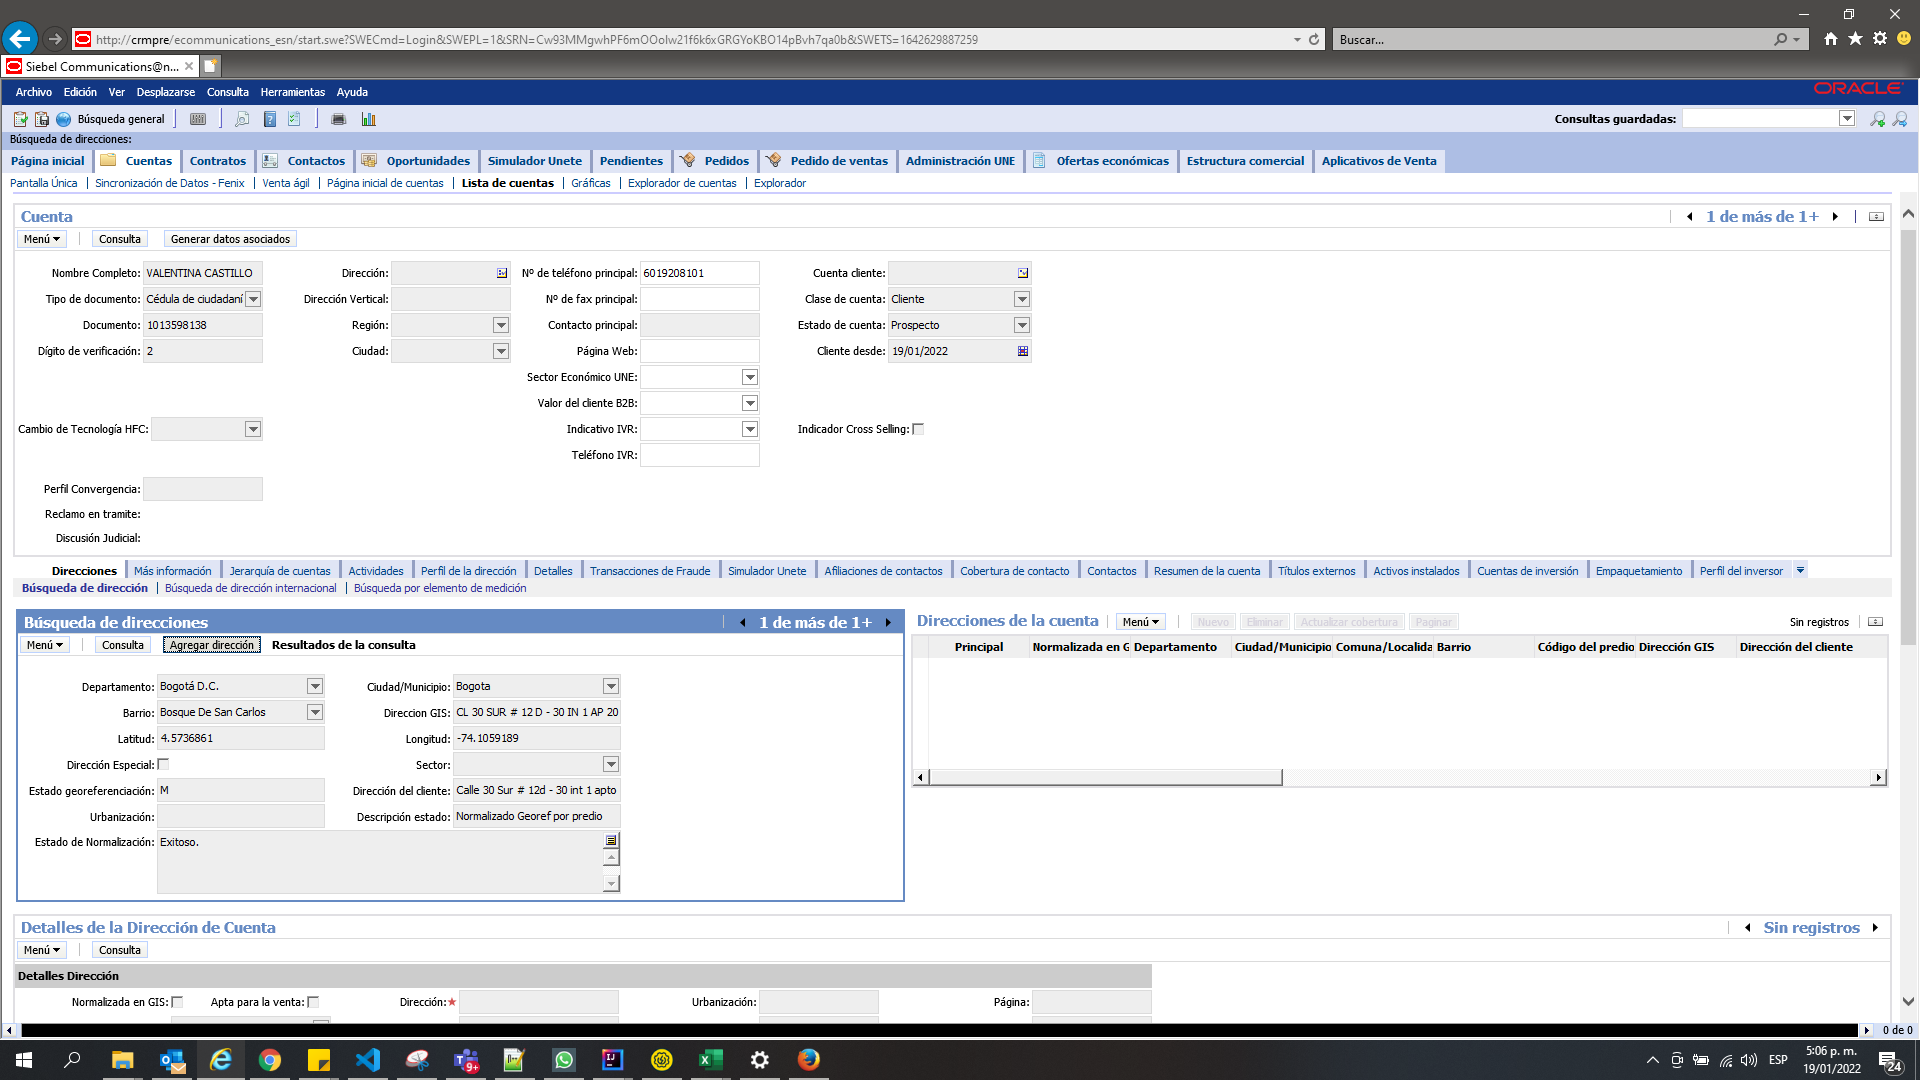 http://crmpre/ecommunications_esn/start.swe?SWECmd=Login&SWEPL=1&SRN=Cw93MMgwhPF6mOOolw21f6k6xGRGYoKBO14pBvh7qa0b&SWETS=1642629887259
Buscar...
Siebel Communications@n...
Archivo Edición Ver Desplazarse Consulta Herramientas Ayuda
ORACLE
Búsqueda general
Consultas guardadas:
Búsqueda de direcciones:
Página inicial Cuentas Contratos Contactos Oportunidades Simulador Unete Pendientes Pedidos Pedido de ventas Administración UNE Ofertas económicas Estructura comercial Aplicativos de Venta
Pantalla Única Sincronización de Datos - Fenix Venta ágil Página inicial de cuentas Lista de cuentas Gráficas Explorador de cuentas Explorador
Cuenta 1 de más de 1+
Menú Consulta Generar datos asociados
Nombre Completo: VALENTINA CASTILLO Dirección: Nº de teléfono principal: 6019208101 Cuenta cliente:
Tipo de documento: Cédula de ciudadaní Dirección Vertical: Nº de fax principal: Clase de cuenta: Cliente
Documento: 1013598138 Región: Contacto principal: Estado de cuenta: Prospecto
Dígito de verificación: 2 Ciudad: Página Web: Cliente desde: 19/01/2022
Sector Económico UNE:
Valor del cliente B2B:
Cambio de Tecnología HFC: Indicativo IVR: Indicador Cross Selling:
Teléfono IVR:
Perfil Convergencia:
Reclamo en tramite:
Discusión Judicial:
Direcciones Más información Jerarquía de cuentas Actividades Perfil de la dirección Detalles Transacciones de Fraude Simulador Unete Afiliaciones de contactos Cobertura de contacto Contactos Resumen de la cuenta Títulos externos Activos instalados Cuentas de inversión Empaquetamiento Perfil del inversor
Búsqueda de dirección Búsqueda de dirección internacional Búsqueda por elemento de medición
Búsqueda de direcciones 1 de más de 1+
Menú Consulta Agregar dirección Resultados de la consulta
Departamento: Bogotá D.C. Ciudad/Municipio: Bogota
Barrio: Bosque De San Carlos Direccion GIS: CL 30 SUR # 12 D - 30 IN 1 AP 20
Latitud: 4.5736861 Longitud: -74.1059189
Dirección Especial: Sector:
Estado georeferenciación: M Dirección del cliente: Calle 30 Sur # 12d - 30 int 1 apto
Urbanización: Descripción estado: Normalizado Georef por predio
Estado de Normalización: Exitoso.
Direcciones de la cuenta Menú Nuevo Eliminar Actualizar cobertura Paginar Sin registros
Principal Normalizada en G Departamento Ciudad/Municipio Comuna/Localida Barrio Código del predio Dirección GIS Dirección del cliente
Detalles de la Dirección de Cuenta Sin registros
Menú Consulta
Detalles Dirección
Normalizada en GIS: Apta para la venta: Dirección:* Urbanización: Página:
0 de 0
9+
ESP
5:06 p. m.
19/01/2022
24